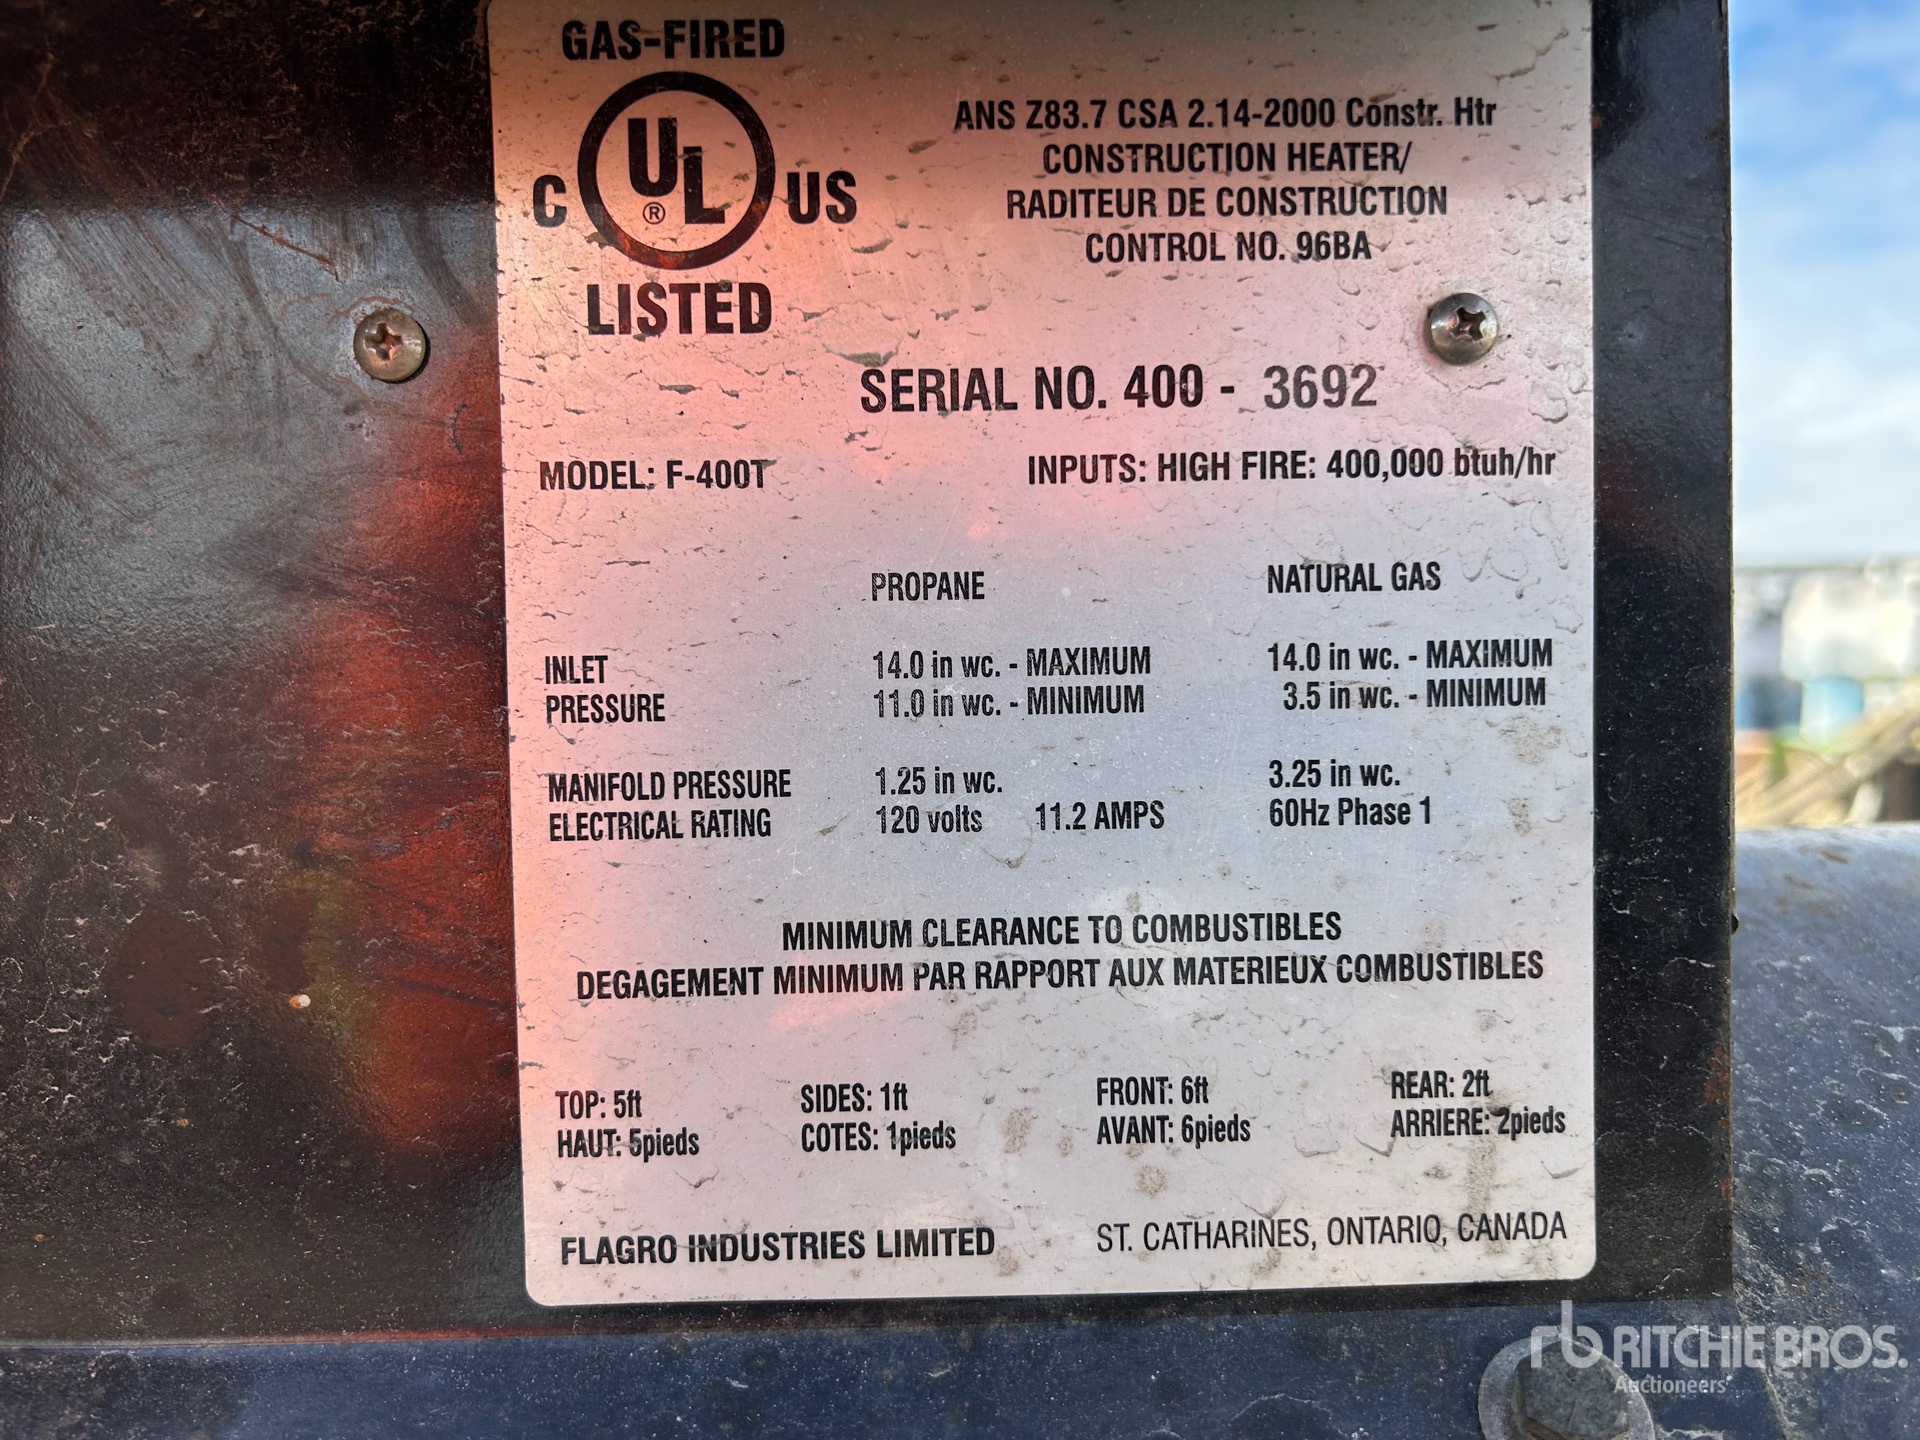 GAS-FIRED
C UL ® US
LISTED
ANS Z83.7 CSA 2.14-2000 Constr. Htr
CONSTRUCTION HEATER/
RADITEUR DE CONSTRUCTION
CONTROL NO. 96BA
SERIAL NO. 400 - 3692
MODEL: F-400T INPUTS: HIGH FIRE: 400,000 btuh/hr
PROPANE NATURAL GAS
INLET 14.0 in wc. - MAXIMUM 14.0 in wc. - MAXIMUM
PRESSURE 11.0 in wc. - MINIMUM 3.5 in wc. - MINIMUM
MANIFOLD PRESSURE 1.25 in wc. 3.25 in wc.
ELECTRICAL RATING 120 volts 11.2 AMPS 60Hz Phase 1
MINIMUM CLEARANCE TO COMBUSTIBLES
DEGAGEMENT MINIMUM PAR RAPPORT AUX MATERIEUX COMBUSTIBLES
TOP: 5ft SIDES: 1ft FRONT: 6ft REAR: 2ft
HAUT: 5pieds COTES: 1pieds AVANT: 6pieds ARRIERE: 2pieds
FLAGRO INDUSTRIES LIMITED ST. CATHARINES, ONTARIO, CANADA
rb RITCHIE BROS.
Auctioneers